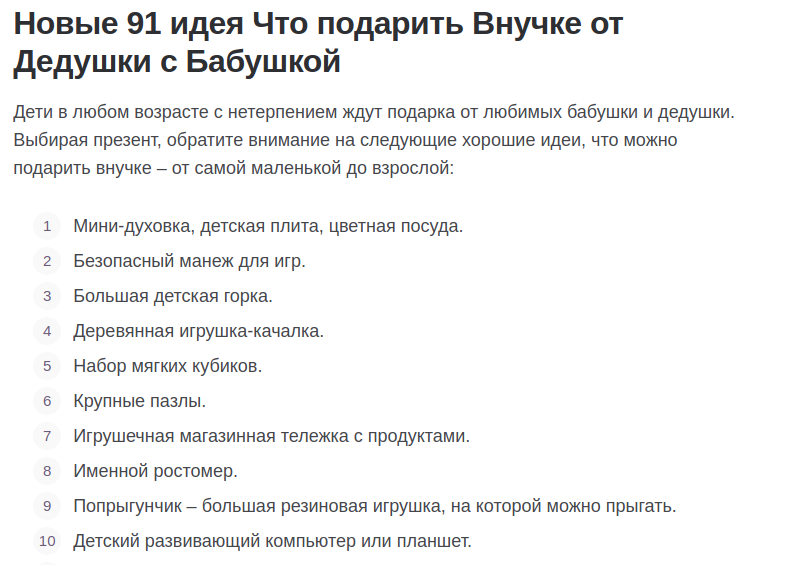 Новые 91 идея Что подарить Внучке от
Дедушки с Бабушкой
Дети в любом возрасте с нетерпением ждут подарка от любимых бабушки и дедушки.
Выбирая презент, обратите внимание на следующие хорошие идеи, что можно
подарить внучке – от самой маленькой до взрослой:
1 Мини-духовка, детская плита, цветная посуда.
2 Безопасный манеж для игр.
3 Большая детская горка.
4 Деревянная игрушка-качалка.
5 Набор мягких кубиков.
6 Крупные пазлы.
7 Игрушечная магазинная тележка с продуктами.
8 Именной ростомер.
9 Попрыгунчик – большая резиновая игрушка, на которой можно прыгать.
10 Детский развивающий компьютер или планшет.